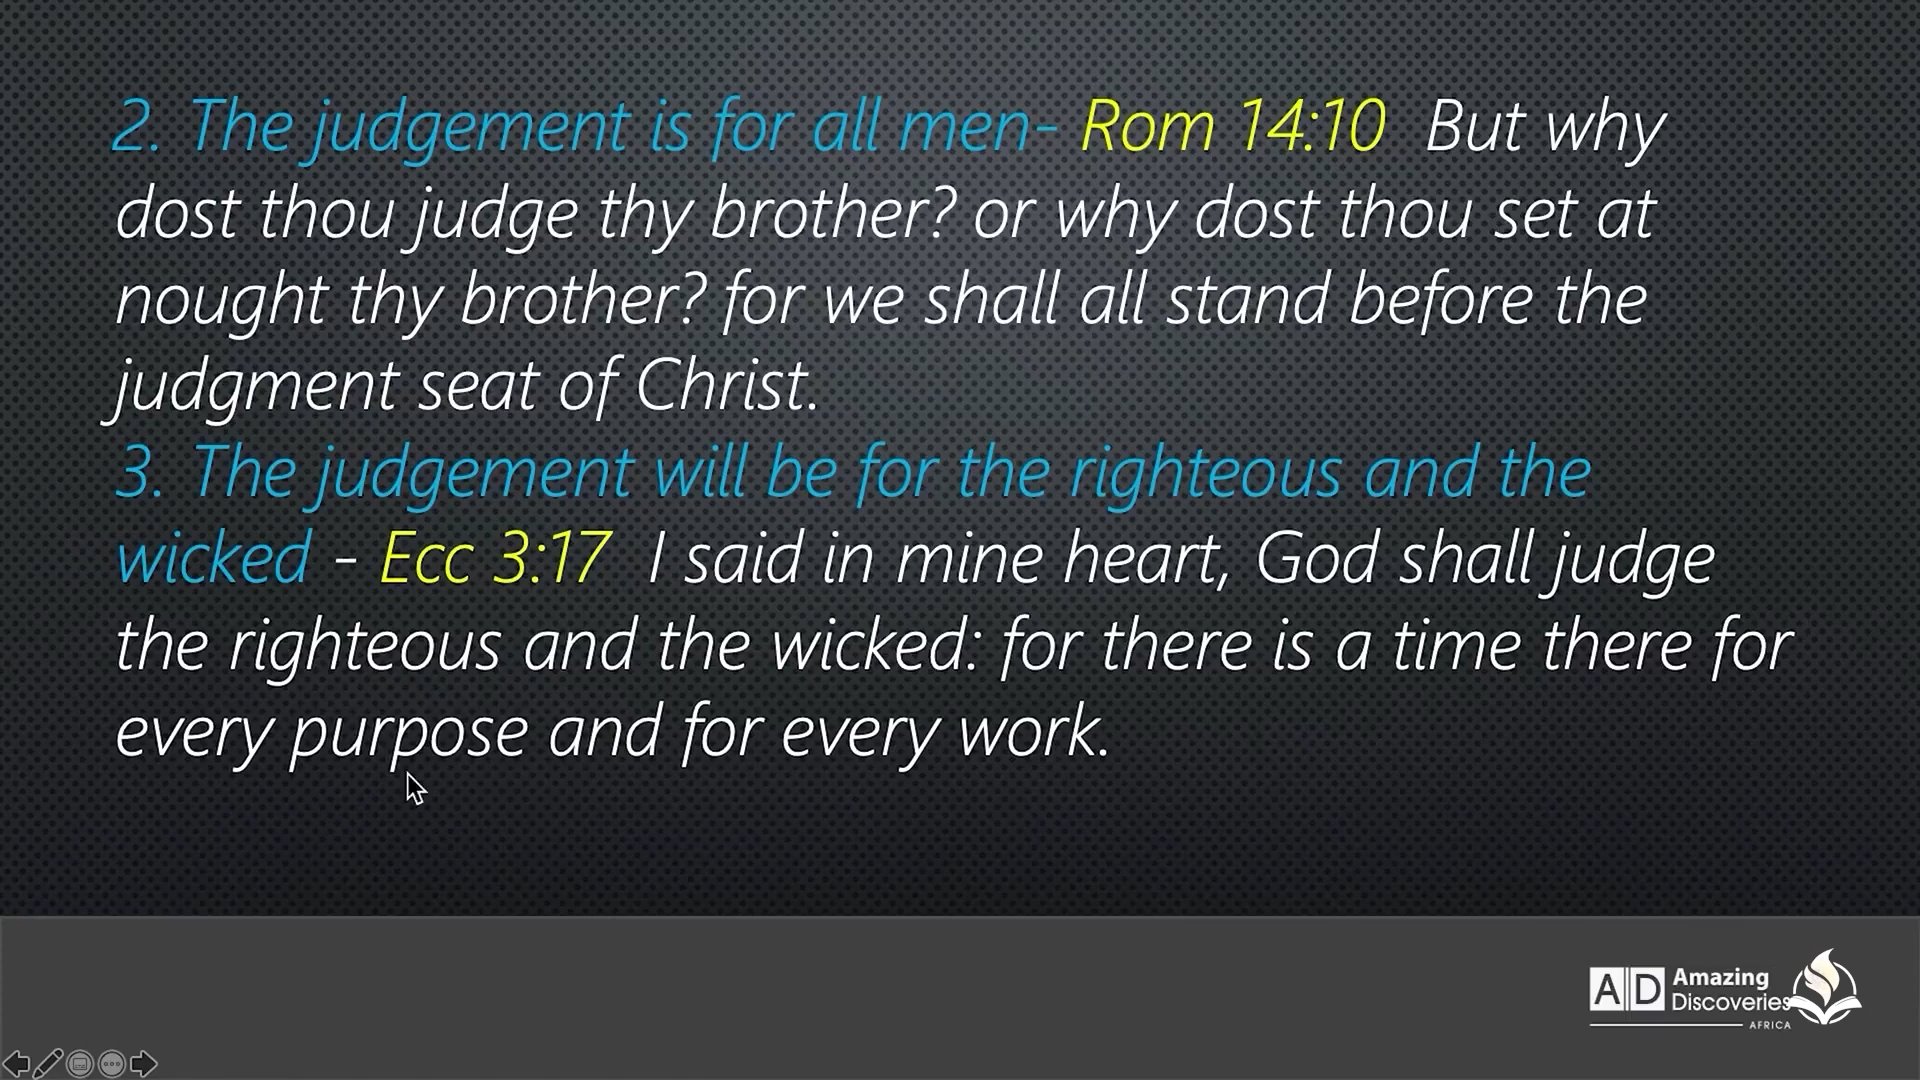 2. The judgement is for all men- Rom 14:10 But why
dost thou judge thy brother? or why dost thou set at
nought thy brother? for we shall all stand before the
judgment seat of Christ.
3. The judgement will be for the righteous and the
wicked - Ecc 3:17 I said in mine heart, God shall judge
the righteous and the wicked: for there is a time there for
every purpose and for every work.
AD Amazing
Discoveries
AFRICA